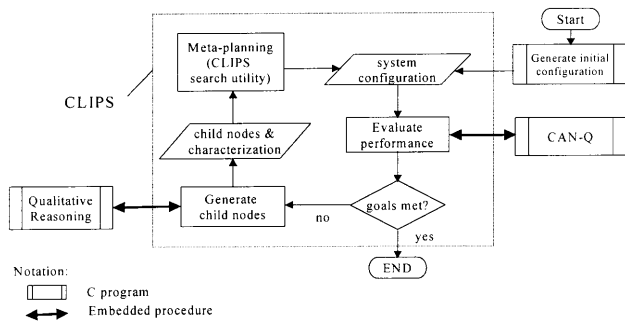 Start
Meta-planning
(CLIPS
search utility)
system
configuration
Generate initial
configuration
CLIPS
child nodes &
characterization
Evaluate
performance
CAN-Q
Qualitative
Reasoning
Generate
child nodes
no
goals met?
yes
END
Notation:
C program
Embedded procedure